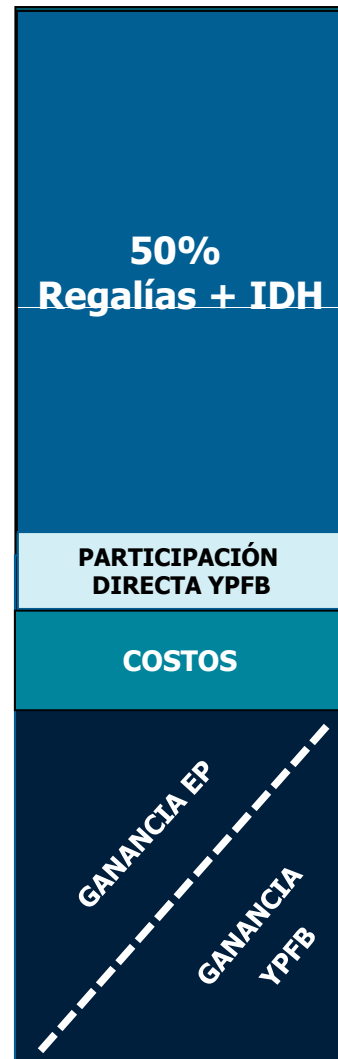 50%
Regalías + IDH
PARTICIPACIÓN
DIRECTA YPFB
COSTOS
GANANCIA EP
GANANCIA
YPFB